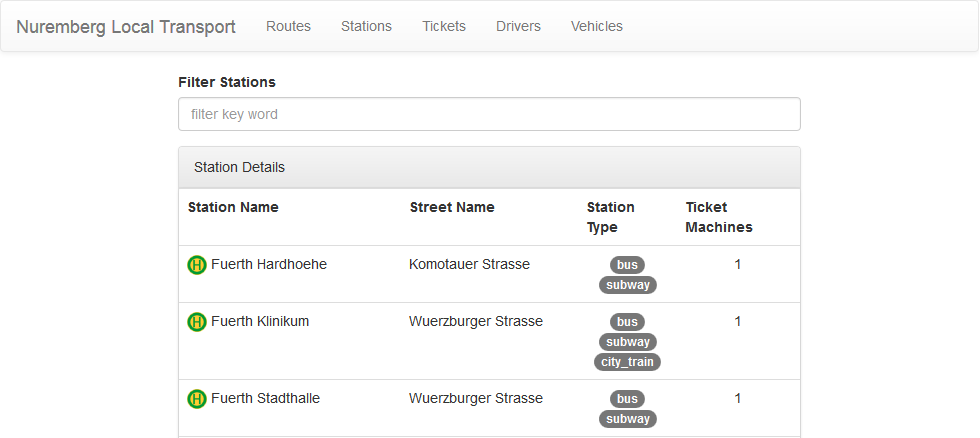 Nuremberg Local Transport Routes Stations Tickets Drivers Vehicles
Filter Stations
filter key word
Station Details
Station Name Street Name Station Type Ticket Machines
H Fuerth Hardhoehe Komotauer Strasse bus subway 1
H Fuerth Klinikum Wuerzburger Strasse bus subway city_train 1
H Fuerth Stadthalle Wuerzburger Strasse bus subway 1